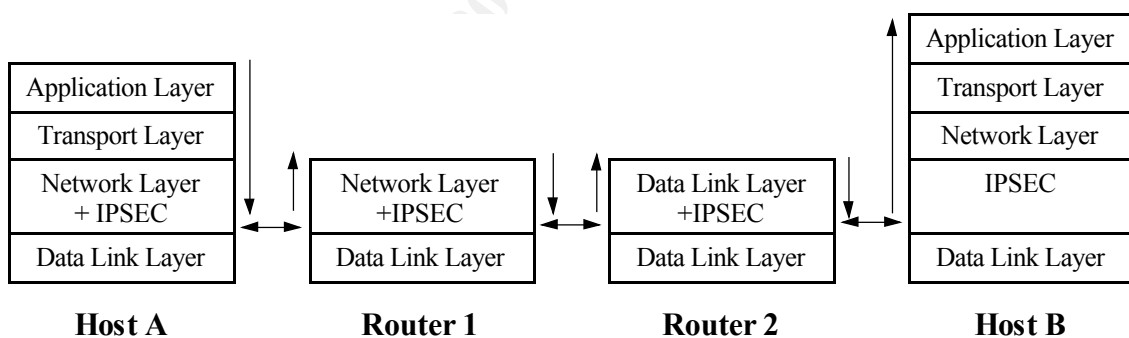 Application Layer
Transport Layer
Network Layer
+ IPSEC
Data Link Layer
Host A
Network Layer
+IPSEC
Data Link Layer
Router 1
Data Link Layer
+IPSEC
Data Link Layer
Router 2
Application Layer
Transport Layer
Network Layer
IPSEC
Data Link Layer
Host B